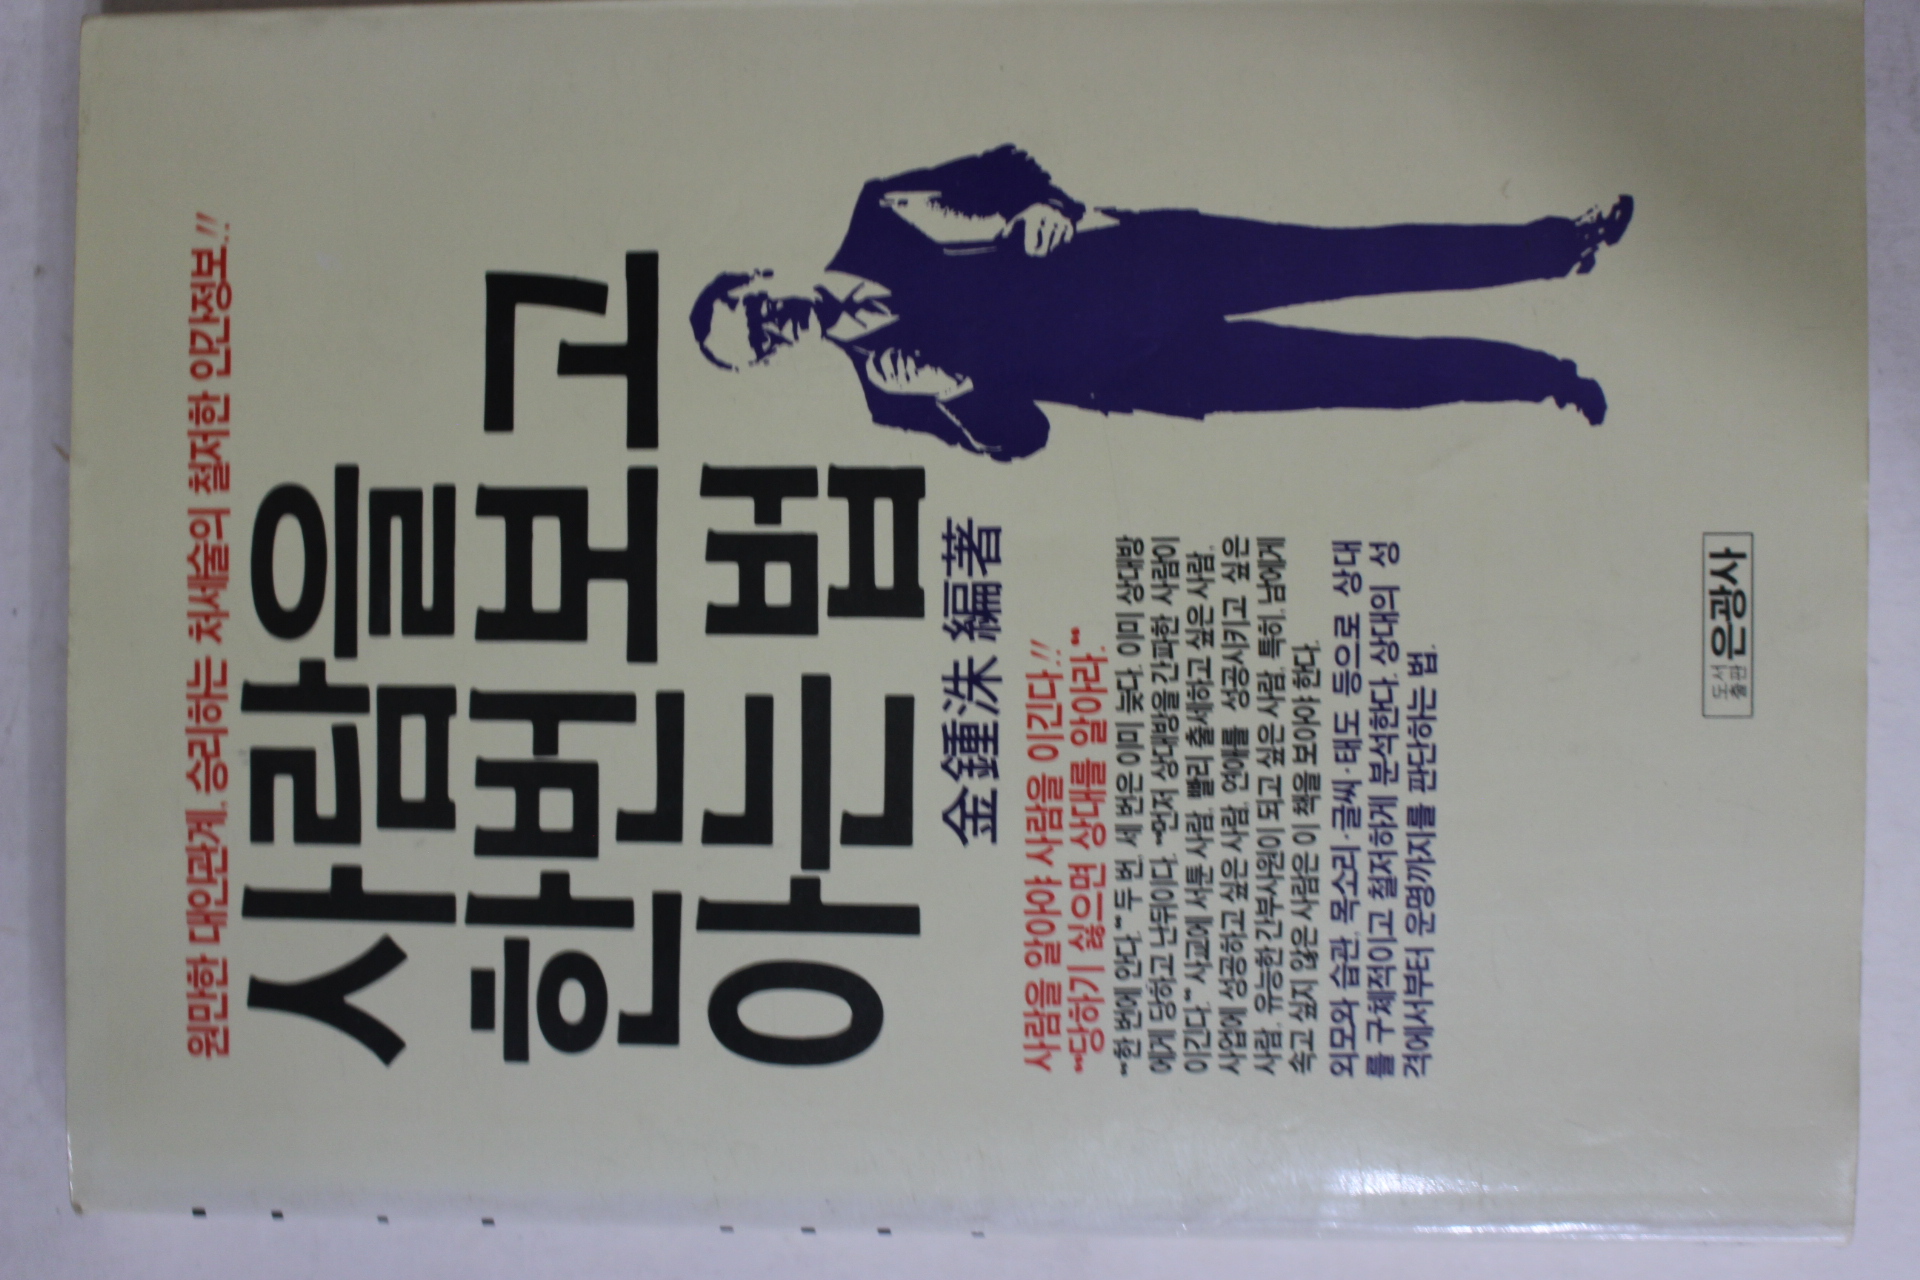 원만한 대인관계, 승리하는 처세술의 철저한 인간정보!!
사람을
한번보고
아는법
金鍾洙 編著
사람을 알아야 사람을 이긴다!!
“당하기 싫으면 상대를 알아라.“
“한 번에 안다.“ 두 번, 세 번은 이미 늦다. 이미 상대방
에게 당하고 난뒤이다. “먼저 상대방을 간파한 사람이
이긴다.“ 사교에 서툰 사람, 빨리 출세하고 싶은 사람,
사업에 성공하고 싶은 사람, 연애를 성공시키고 싶은
사람, 유능한 간부사원이 되고 싶은 사람, 특히, 남에게
속고 싶지 않은 사람은 이 책을 보아야 한다.
외모와 습관, 목소리·글씨·태도 등으로 상대
를 구체적이고 철저하게 분석한다. 상대의 성
격에서부터 운명까지를 판단하는 법.
도서출판 은광사